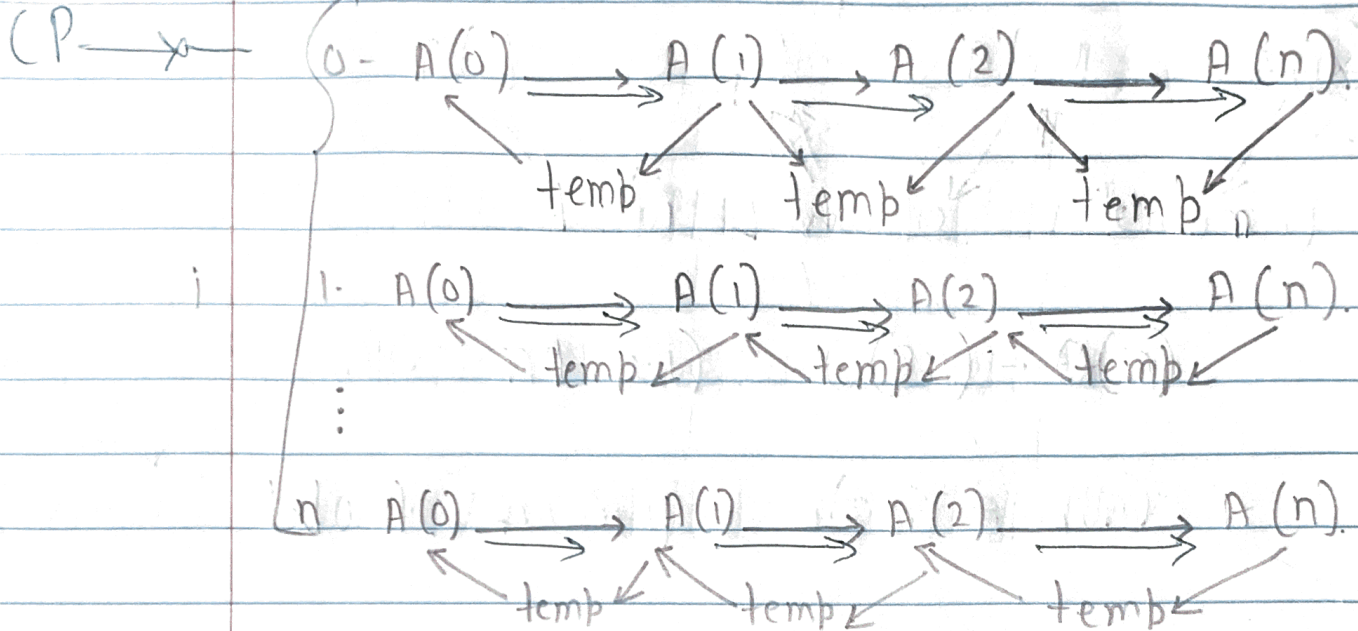 CP
0- A(0) A(1) A(2) A(n).
temp temp temp
i 1. A(0) A(1) A(2) A(n).
temp temp temp
n A(0) A(1) A(2) A(n).
temp temp temp